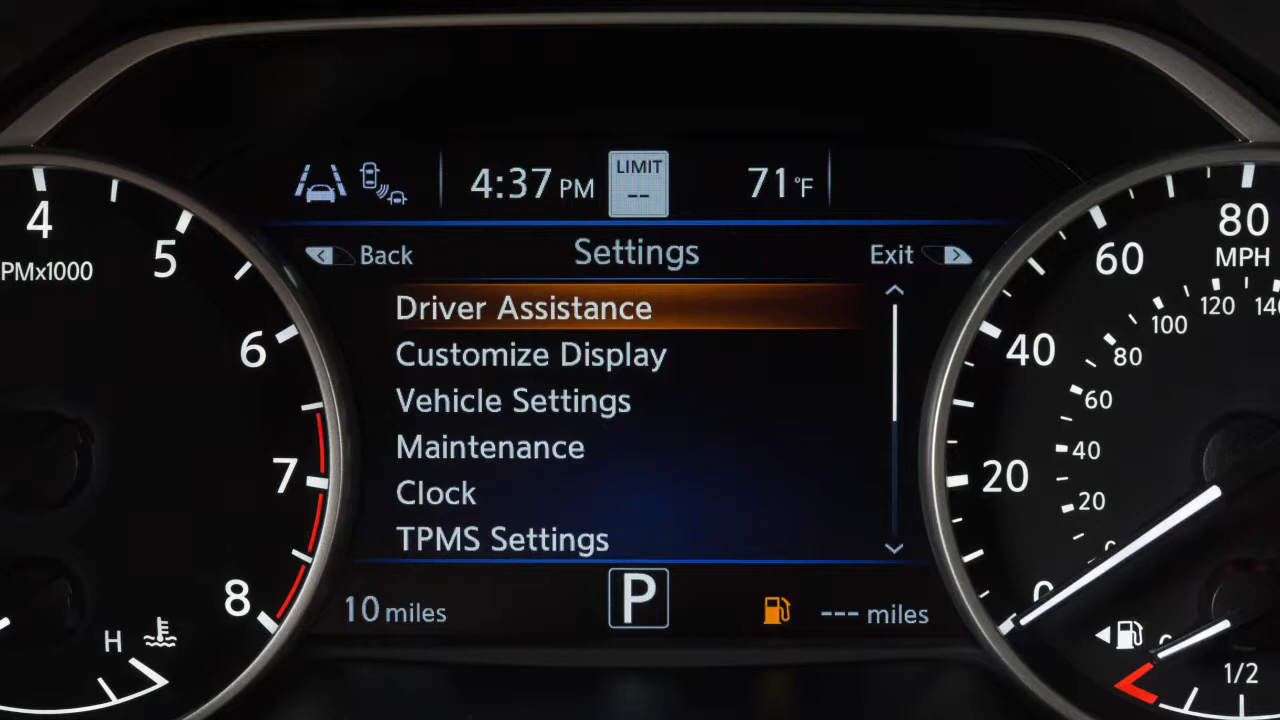 4:37 PM
LIMIT
--
71°F
Back
Settings
Exit
Driver Assistance
Customize Display
Vehicle Settings
Maintenance
Clock
TPMS Settings
10 miles
P
--- miles
4
5
6
7
8
PMx1000
H
80
MPH
60
40
20
0
120
100
80
60
40
20
1/2